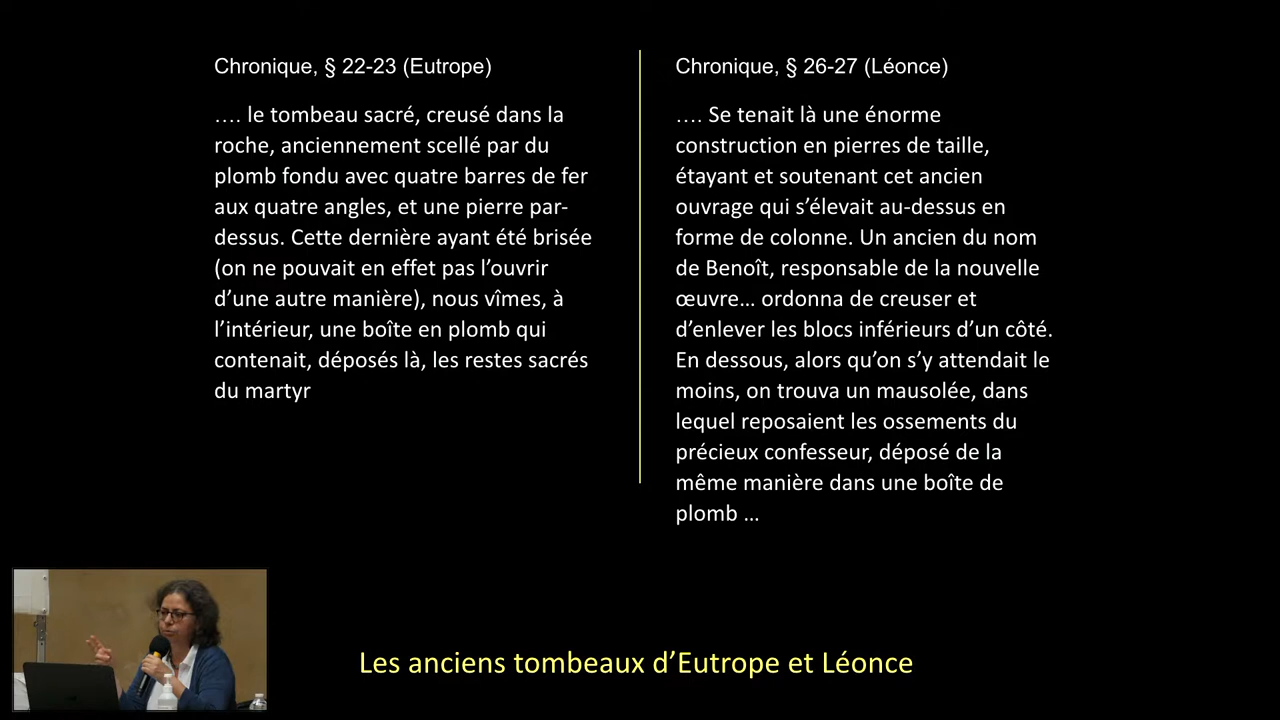 Chronique, § 22-23 (Eutrope)
…. le tombeau sacré, creusé dans la
roche, anciennement scellé par du
plomb fondu avec quatre barres de fer
aux quatre angles, et une pierre par-
dessus. Cette dernière ayant été brisée
(on ne pouvait en effet pas l’ouvrir
d’une autre manière), nous vîmes, à
l’intérieur, une boîte en plomb qui
contenait, déposés là, les restes sacrés
du martyr
Chronique, § 26-27 (Léonce)
…. Se tenait là une énorme
construction en pierres de taille,
étayant et soutenant cet ancien
ouvrage qui s’élevait au-dessus en
forme de colonne. Un ancien du nom
de Benoît, responsable de la nouvelle
œuvre… ordonna de creuser et
d’enlever les blocs inférieurs d’un côté.
En dessous, alors qu’on s’y attendait le
moins, on trouva un mausolée, dans
lequel reposaient les ossements du
précieux confesseur, déposé de la
même manière dans une boîte de
plomb …
Les anciens tombeaux d’Eutrope et Léonce